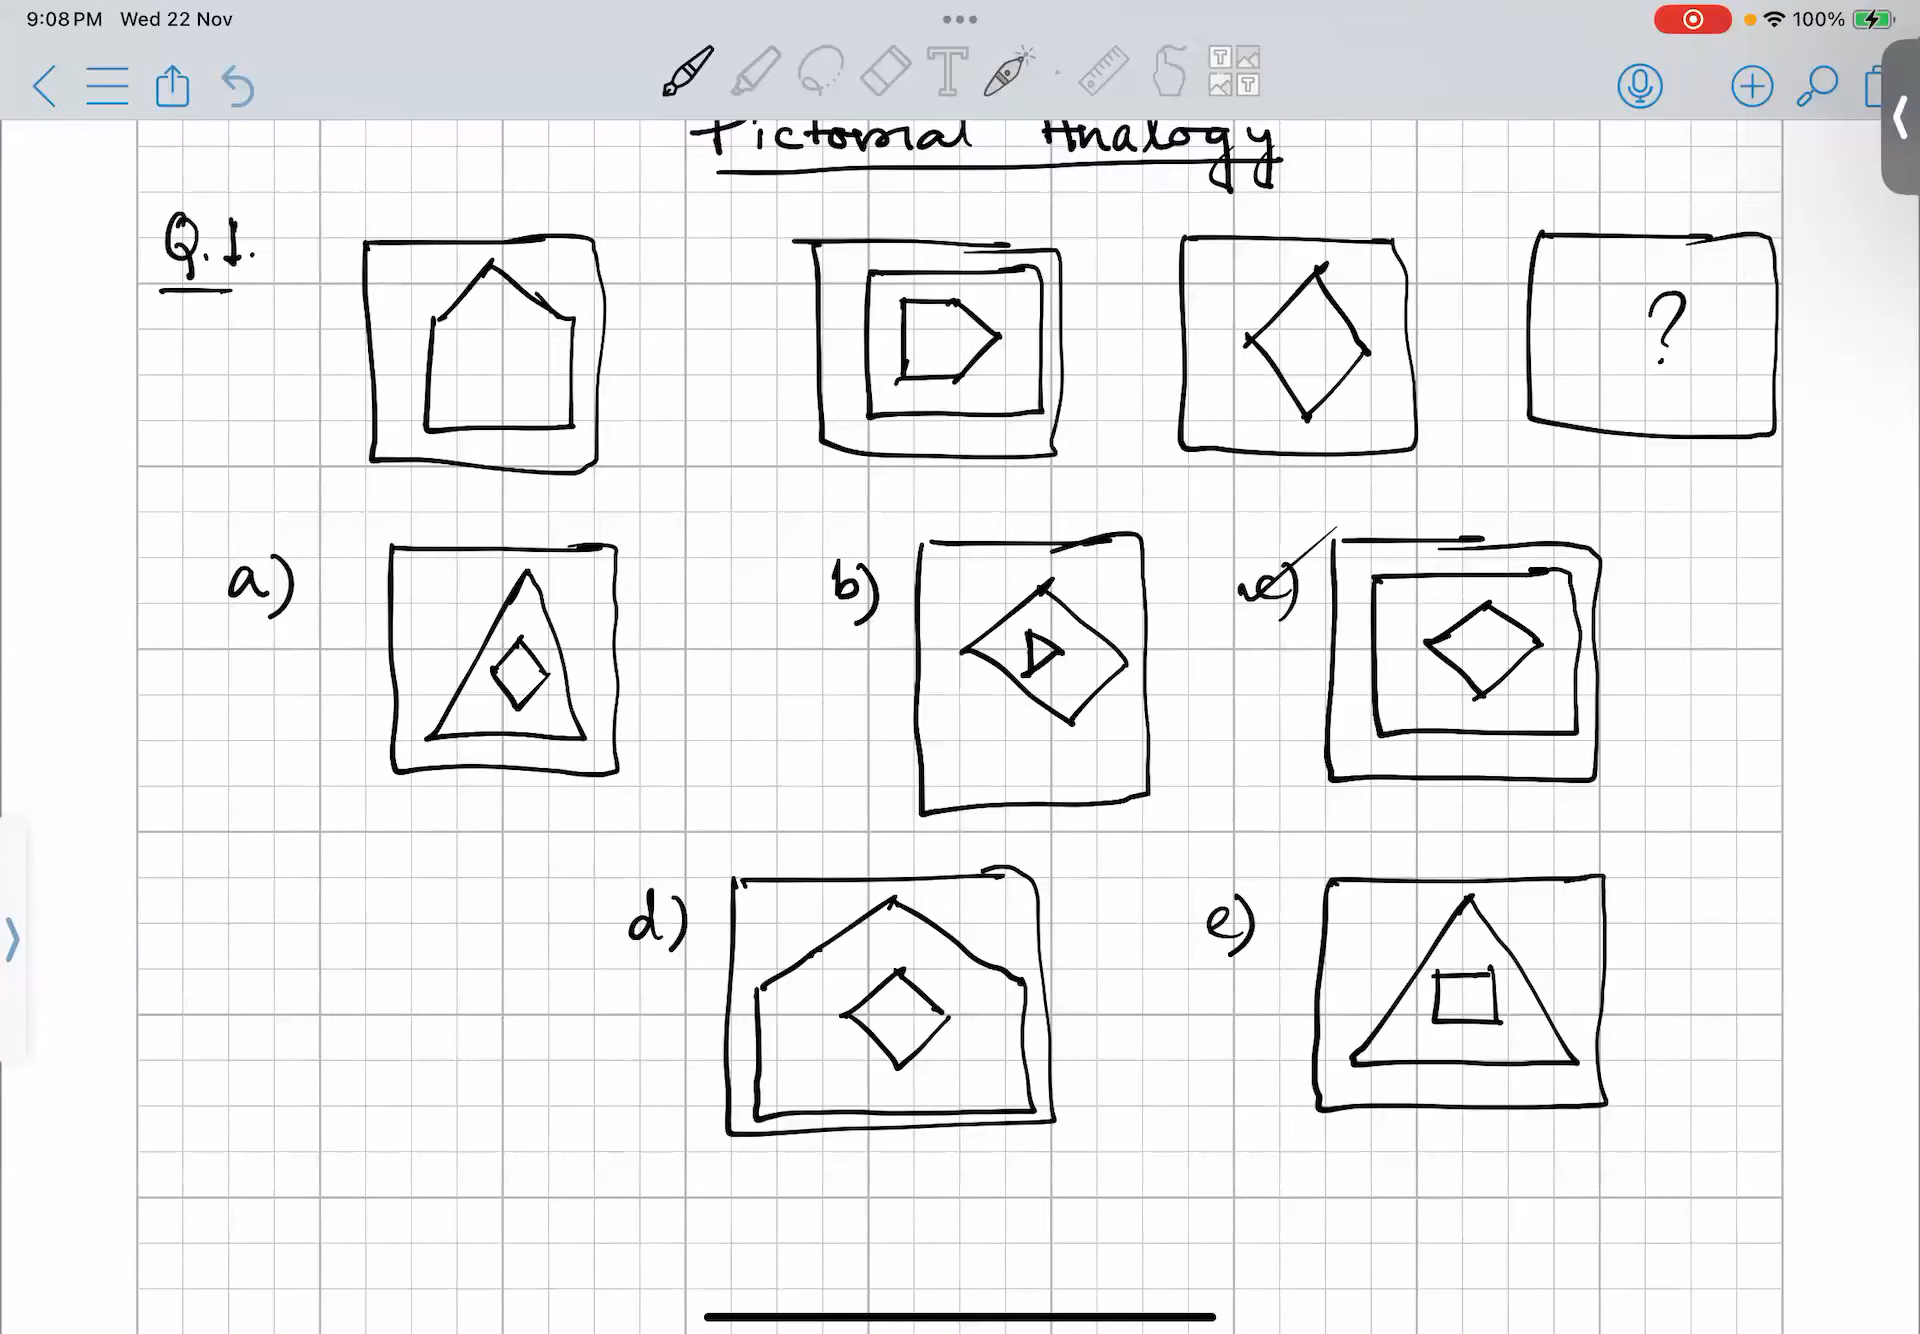 9:08 PM Wed 22 Nov
100%
Pictorial Analogy
Q.1.
?
a)
b)
c)
d)
e)